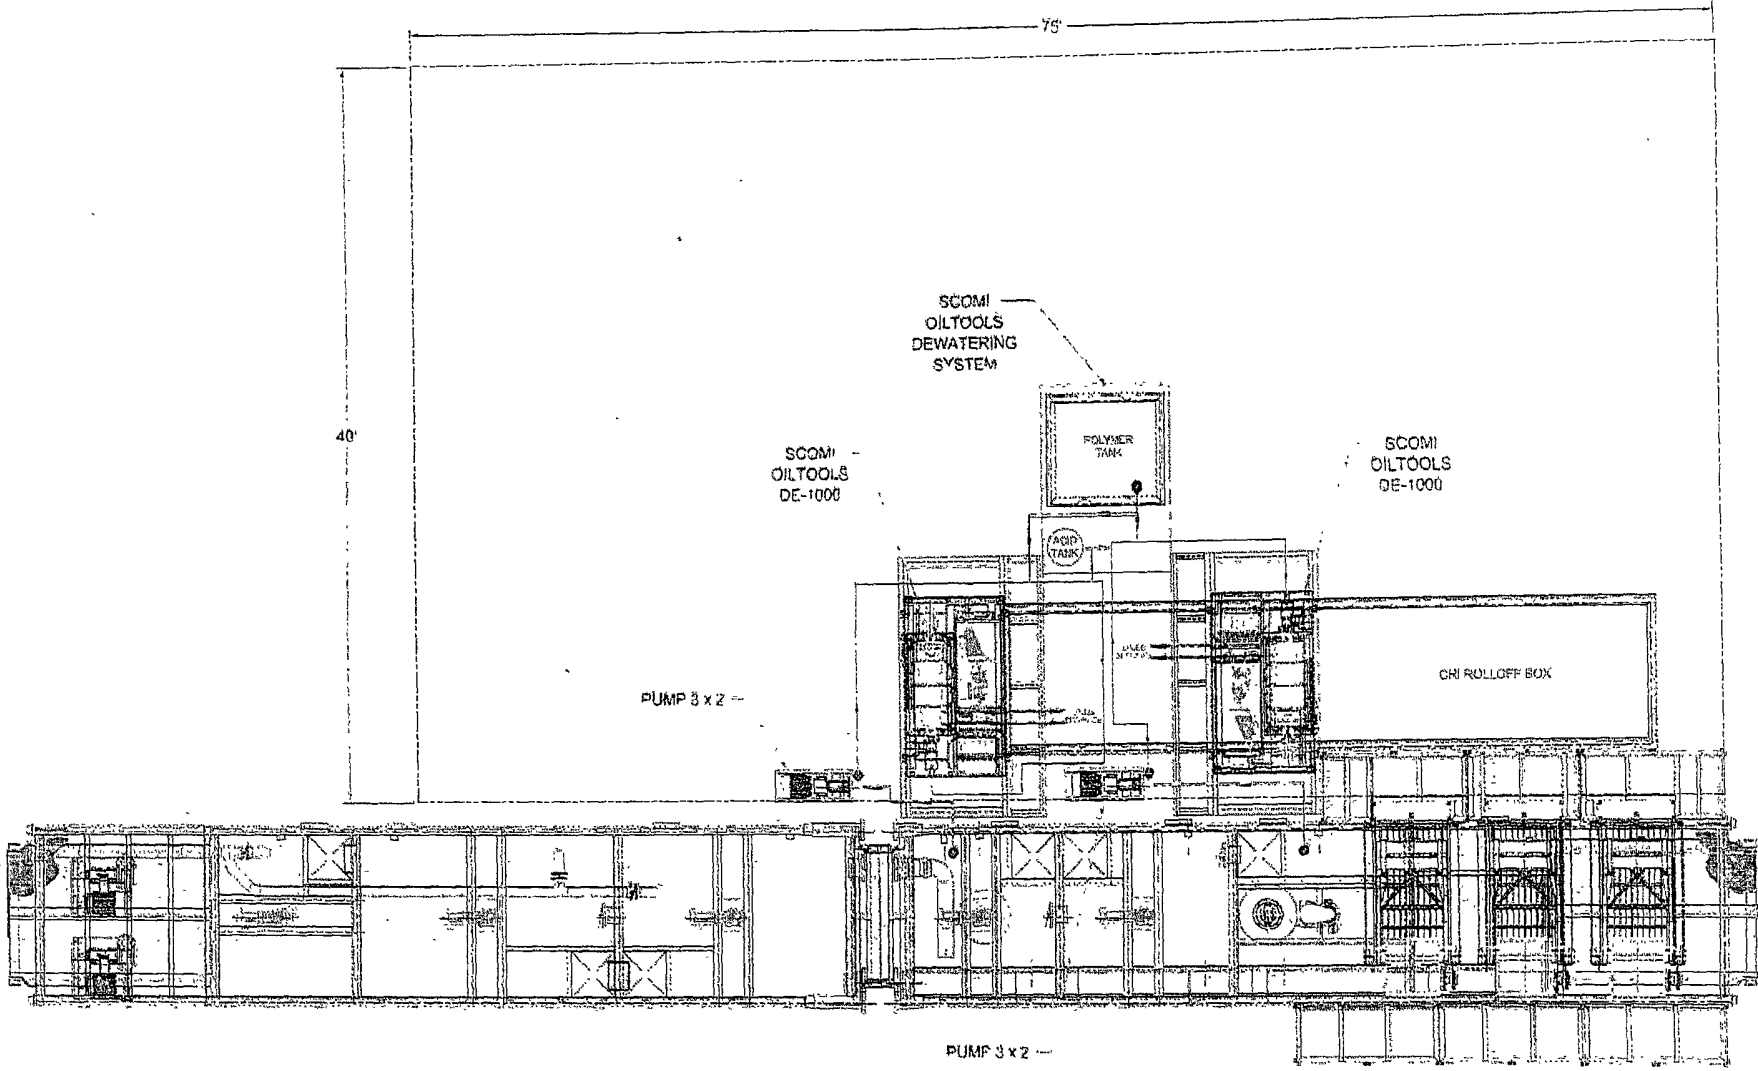 75'
SCOMI
OILTOOLS
DEWATERING
SYSTEM
40'
POLYMER
TANK
SCOMI
OILTOOLS
DE-1000
SCOMI
OILTOOLS
DE-1000
ACID
TANK
CRI ROLLOFF BOX
PUMP 3 x 2
PUMP 3 x 2